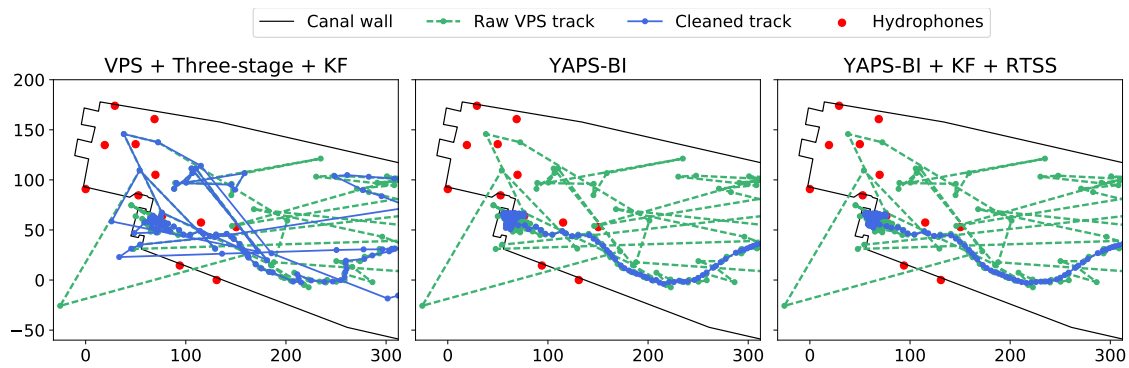 Canal wall Raw VPS track Cleaned track Hydrophones
VPS + Three-stage + KF YAPS-BI YAPS-BI + KF + RTSS
200
150
100
50
0
−50
0 100 200 300 0 100 200 300 0 100 200 300